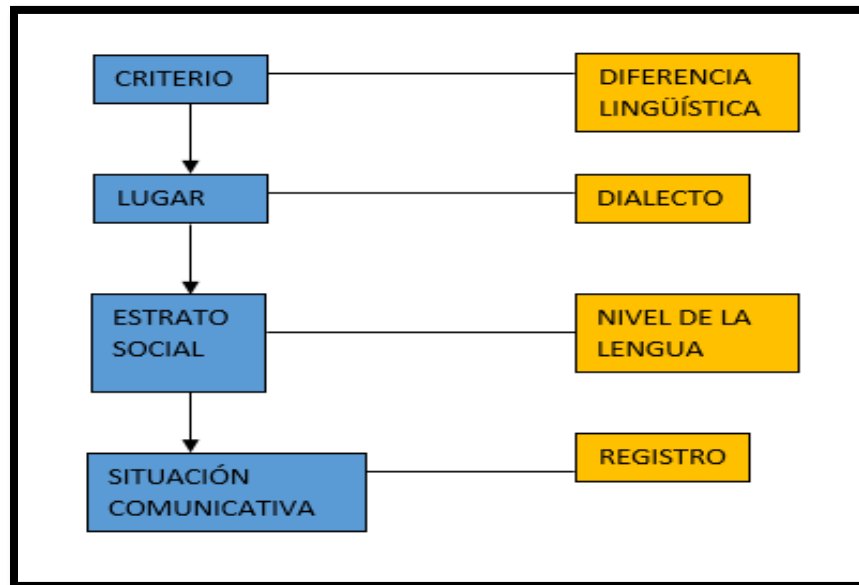 CRITERIO
DIFERENCIA
LINGÜÍSTICA
LUGAR
DIALECTO
ESTRATO
SOCIAL
NIVEL DE LA
LENGUA
SITUACIÓN
COMUNICATIVA
REGISTRO